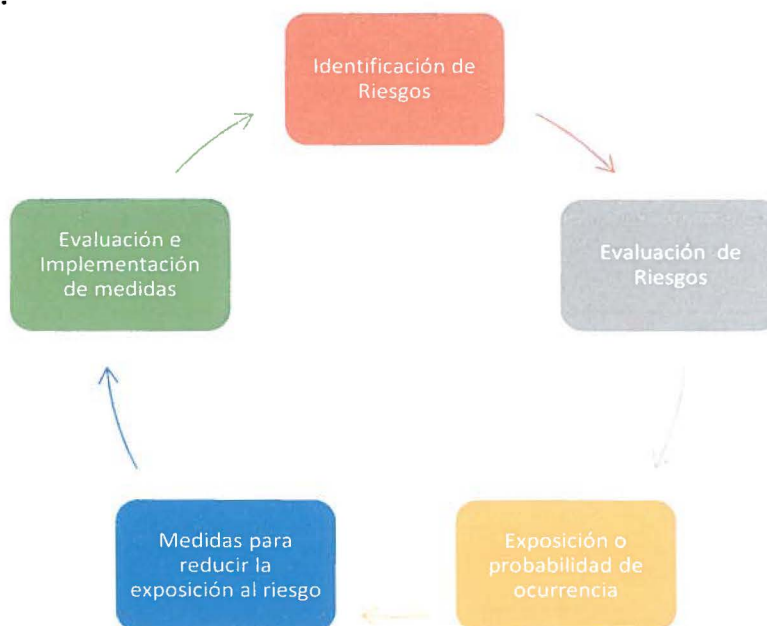 Identificación de
Riesgos
Evaluación de
Riesgos
Exposición o
probabilidad de
ocurrencia
Medidas para
reducir la
exposición al riesgo
Evaluación e
Implementación
de medidas